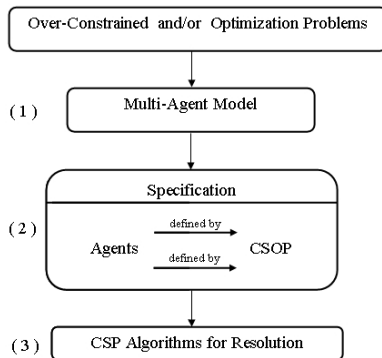 Over-Constrained and/or Optimization Problems
(1) Multi-Agent Model
Specification
defined by
(2) Agents CSOP
defined by
(3) CSP Algorithms for Resolution